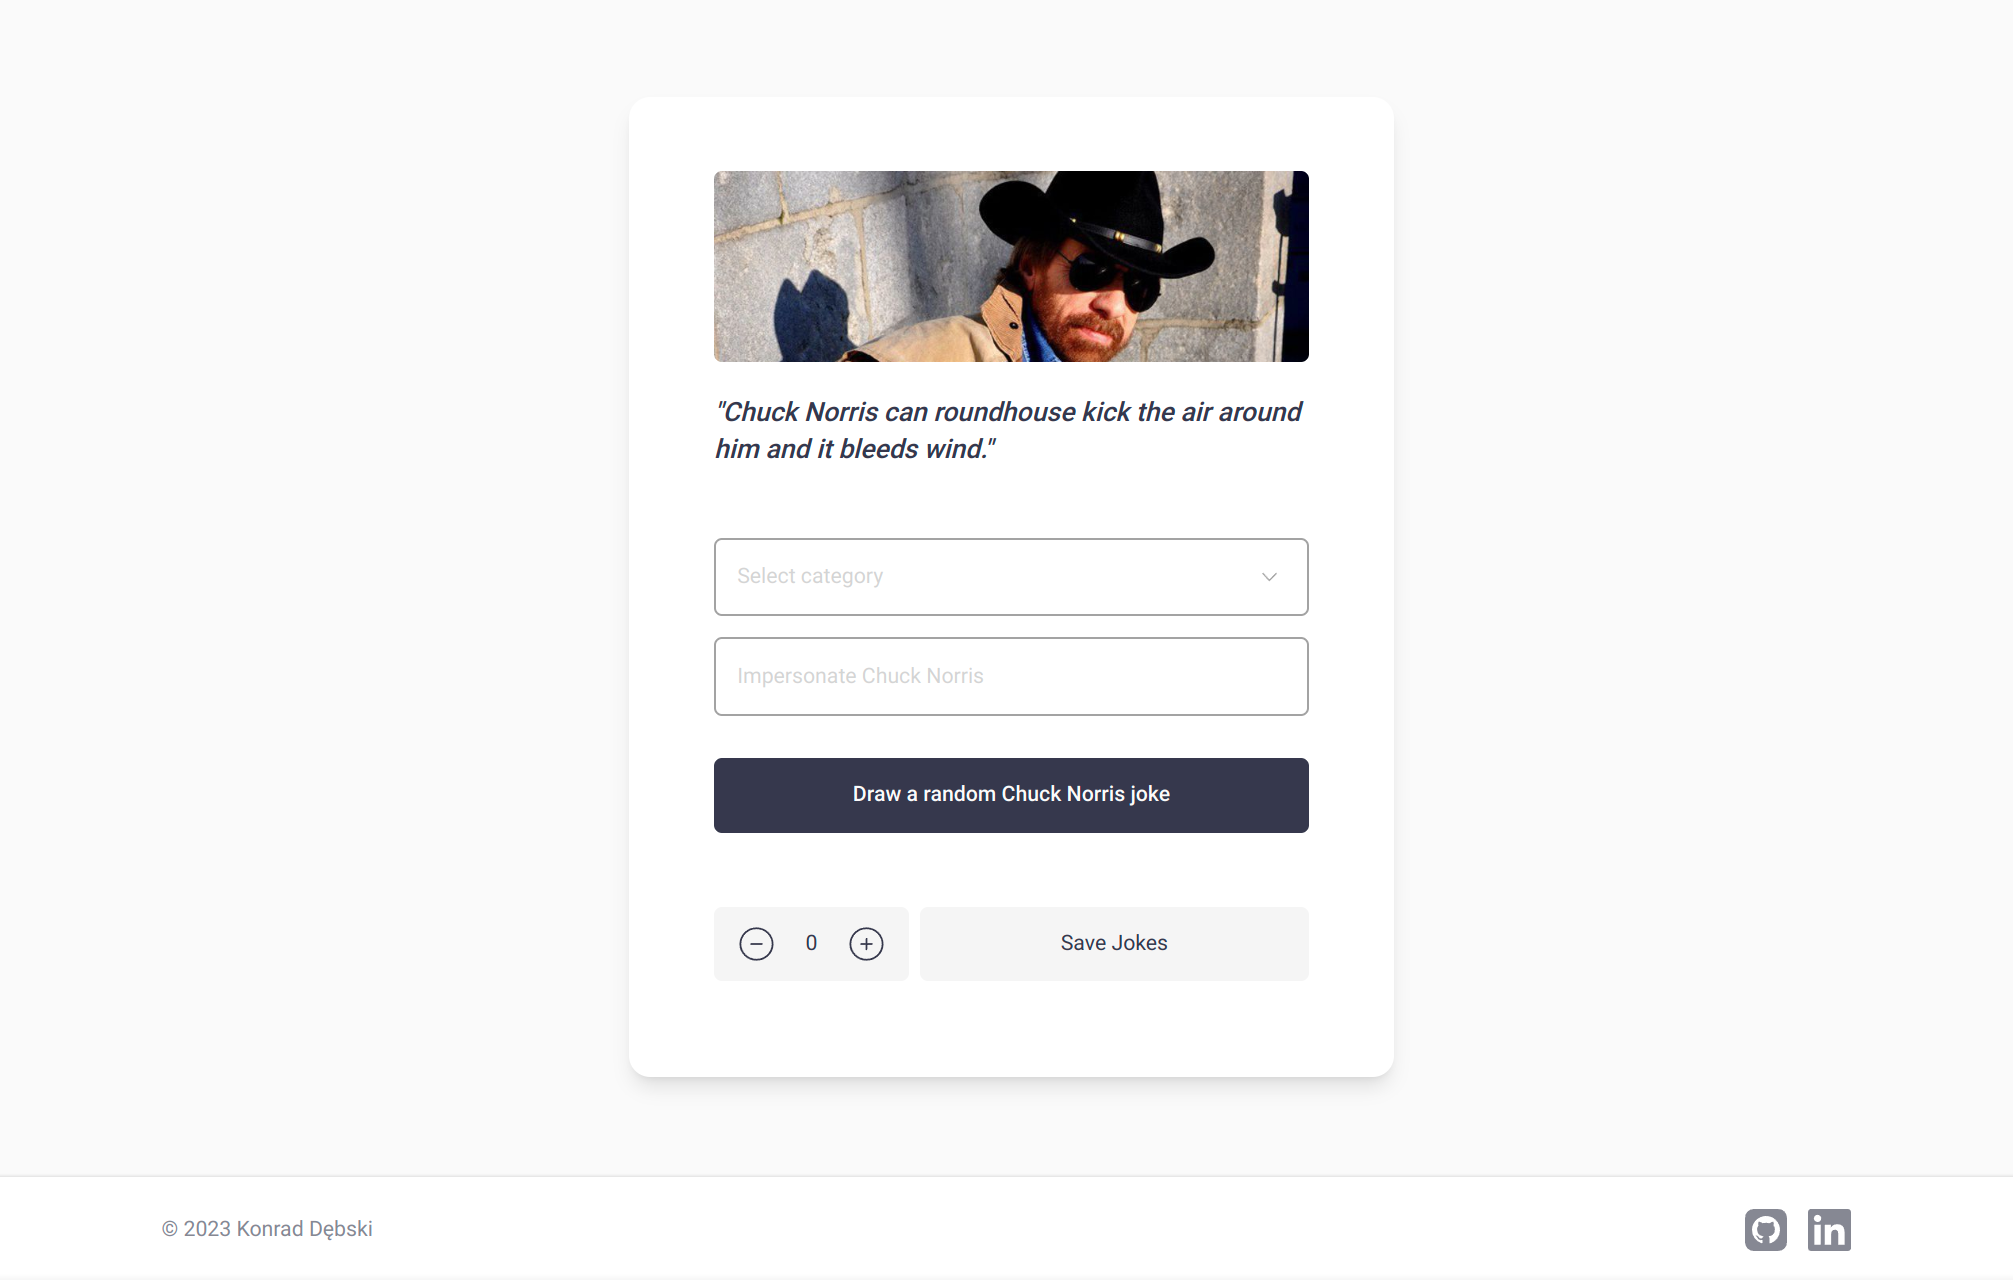 "Chuck Norris can roundhouse kick the air around
him and it bleeds wind."
Select category
Impersonate Chuck Norris
Draw a random Chuck Norris joke
0
Save Jokes
© 2023 Konrad Dębski
in